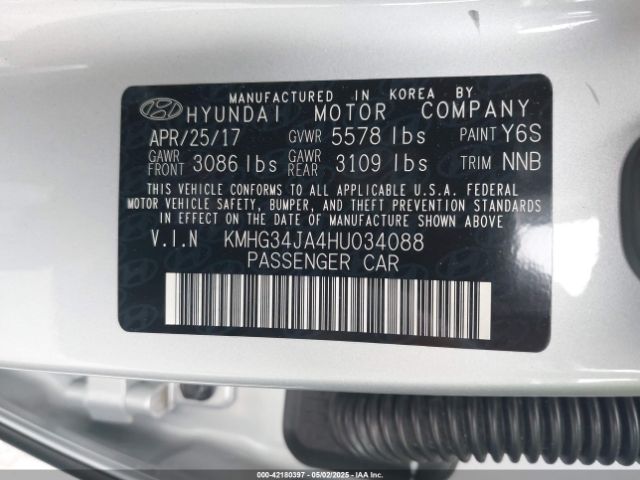 MANUFACTURED IN KOREA BY
HYUNDAI MOTOR COMPANY
APR/25/17 GVWR 5578 lbs PAINT Y6S
GAWR FRONT 3086 lbs GAWR REAR 3109 lbs TRIM NNB
THIS VEHICLE CONFORMS TO ALL APPLICABLE U.S.A. FEDERAL
MOTOR VEHICLE SAFETY, BUMPER, AND THEFT PREVENTION STANDARDS
IN EFFECT ON THE DATE OF MANUFACTURE SHOWN ABOVE
V.I.N KMHG34JA4HU034088
PASSENGER CAR
000-42180397 - 05/02/2025 - IAAI.COM